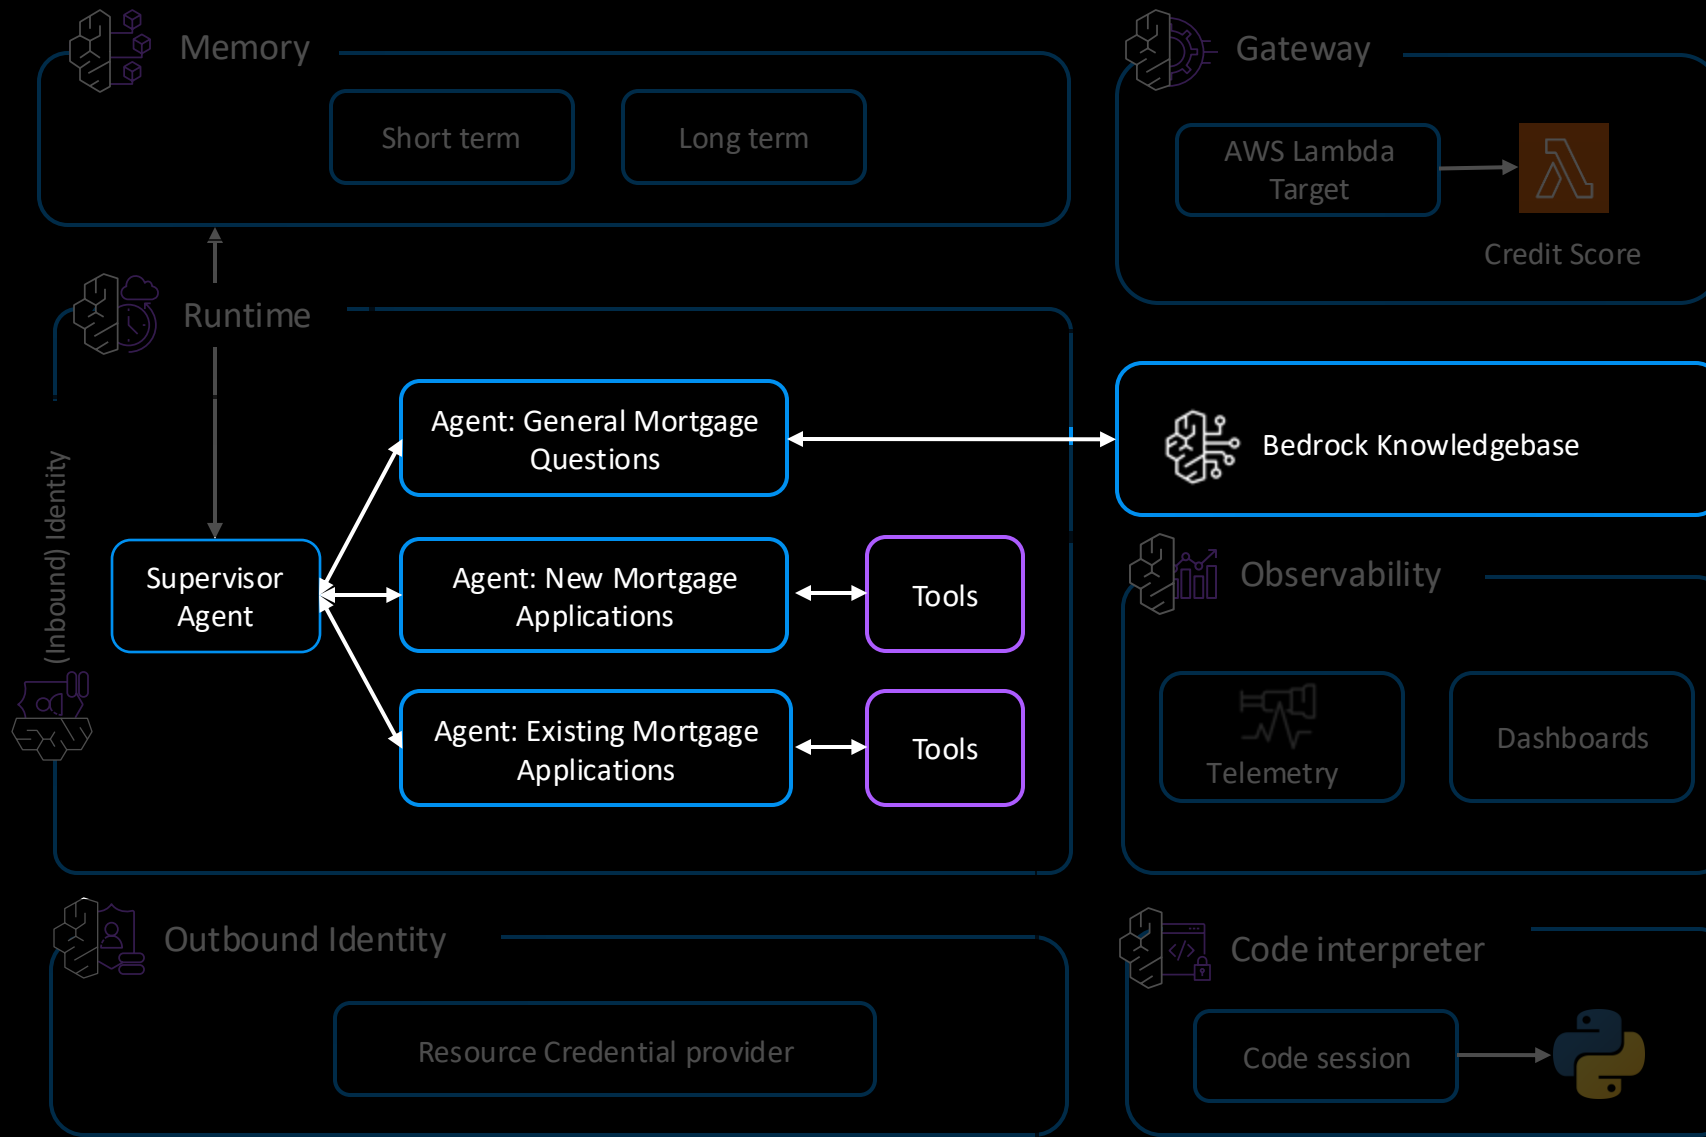 Memory
Short term
Long term
Gateway
AWS Lambda
Target
Credit Score
Runtime
(Inbound) Identity
Supervisor
Agent
Agent: General Mortgage
Questions
Agent: New Mortgage
Applications
Tools
Agent: Existing Mortgage
Applications
Tools
Bedrock Knowledgebase
Observability
Telemetry
Dashboards
Outbound Identity
Resource Credential provider
Code interpreter
Code session